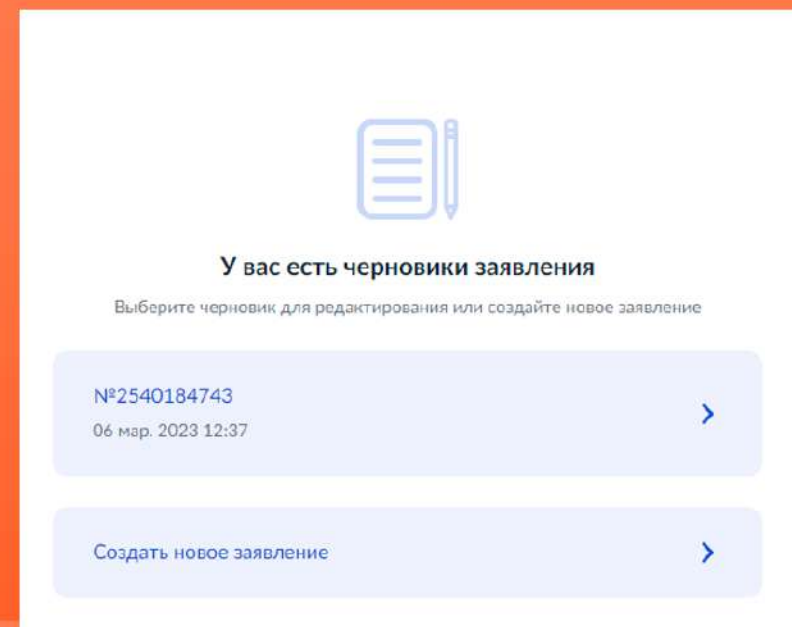 У вас есть черновики заявления
Выберите черновик для редактирования или создайте новое заявление
№2540184743
06 мар. 2023 12:37
Создать новое заявление